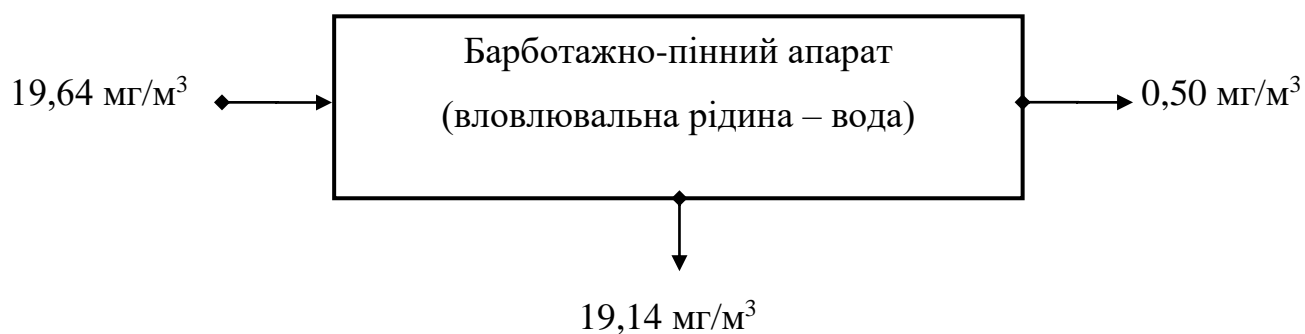 Барботажно-пінний апарат
19,64 мг/м³
(вловлювальна рідина – вода)
0,50 мг/м³
19,14 мг/м³